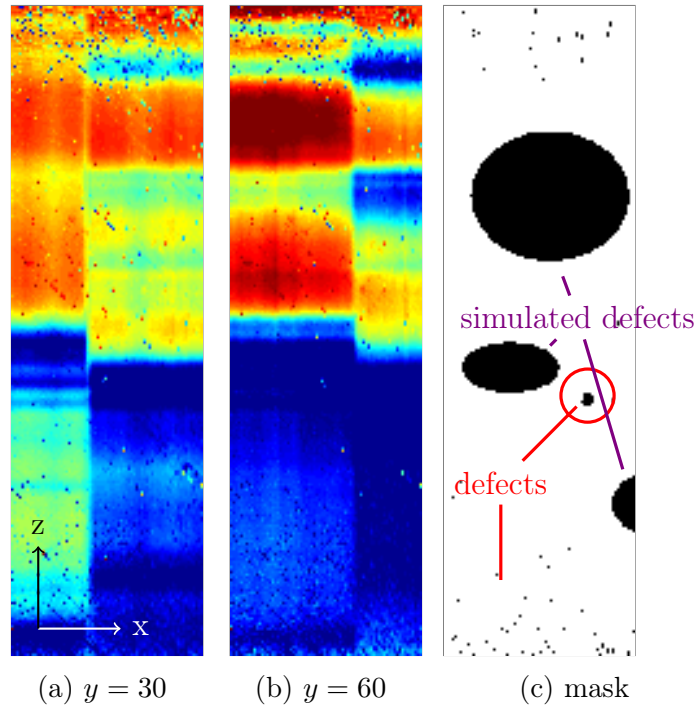 simulated defects
defects
z
x
(a) y = 30
(b) y = 60
(c) mask